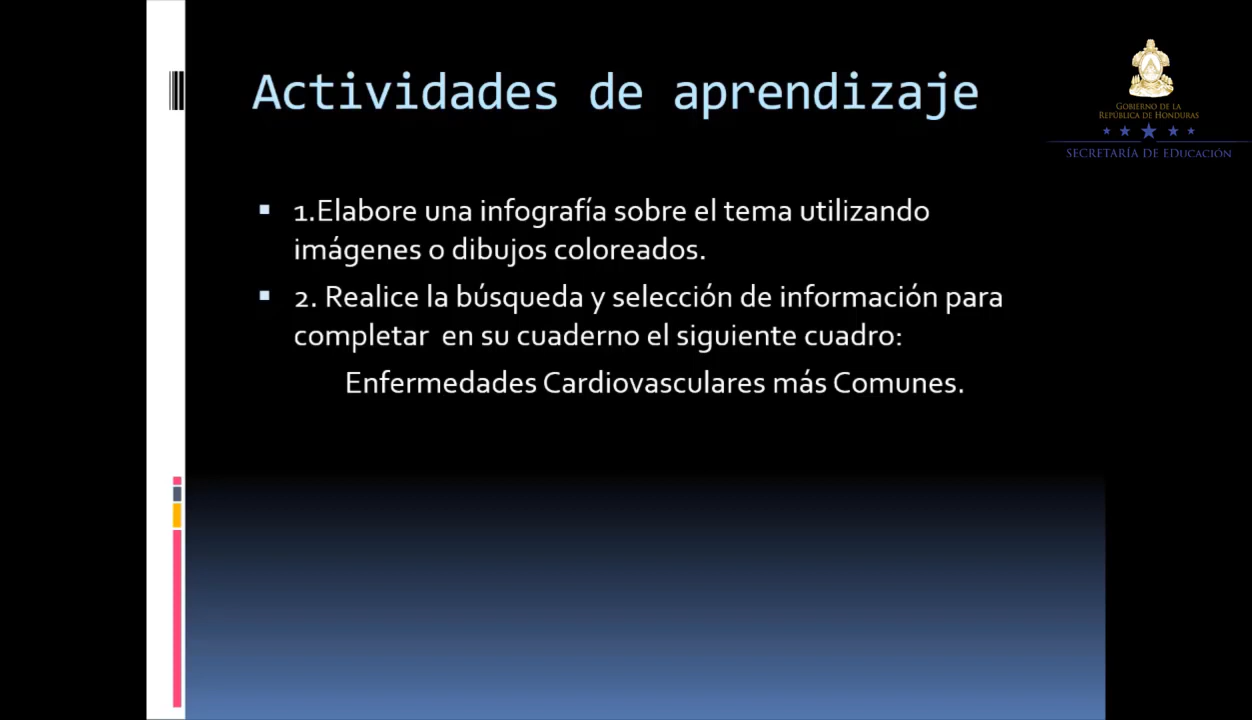 Actividades de aprendizaje
GOBIERNO DE LA
REPÚBLICA DE HONDURAS
SECRETARÍA DE EDUCACIÓN
1.Elabore una infografía sobre el tema utilizando
imágenes o dibujos coloreados.
2. Realice la búsqueda y selección de información para
completar  en su cuaderno el siguiente cuadro:
Enfermedades Cardiovasculares más Comunes.